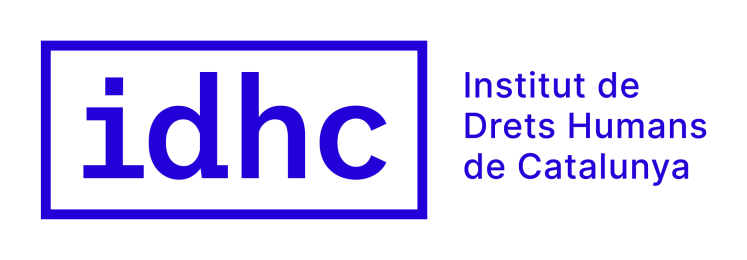 idhc
Institut de
Drets Humans
de Catalunya